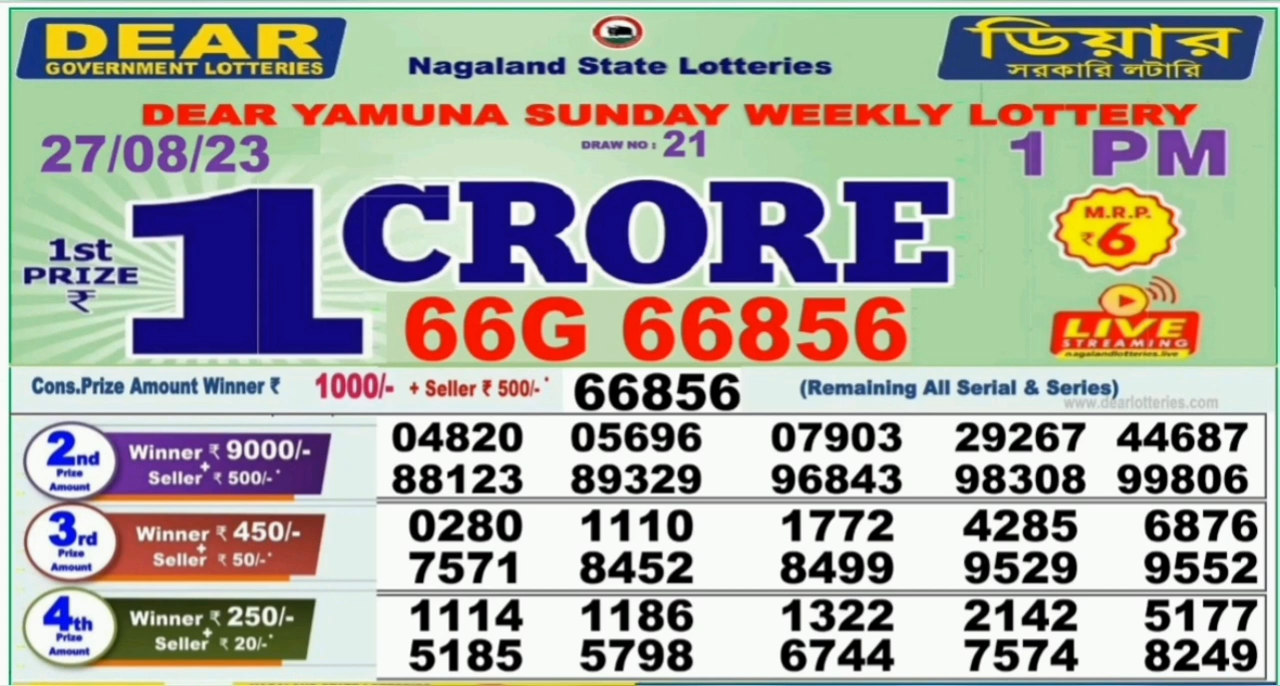 DEAR
GOVERNMENT LOTTERIES
Nagaland State Lotteries
ডিয়ার
সরকারি লটারি
DEAR YAMUNA SUNDAY WEEKLY LOTTERY
27/08/23
DRAW NO : 21
1 PM
1st
PRIZE
₹
1 CRORE
M.R.P.
₹6
66G 66856
LIVE
STREAMING
nagalandlotteries.live
Cons.Prize Amount Winner ₹ 1000/- + Seller ₹ 500/-* 66856 (Remaining All Serial & Series)
www.dearlotteries.com
2nd
Prize
Amount
Winner ₹ 9000/-
+
Seller ₹ 500/-*
04820 05696 07903 29267 44687
88123 89329 96843 98308 99806
3rd
Prize
Amount
Winner ₹ 450/-
+
Seller ₹ 50/-*
0280 1110 1772 4285 6876
7571 8452 8499 9529 9552
4th
Prize
Amount
Winner ₹ 250/-
+
Seller ₹ 20/-*
1114 1186 1322 2142 5177
5185 5798 6744 7574 8249